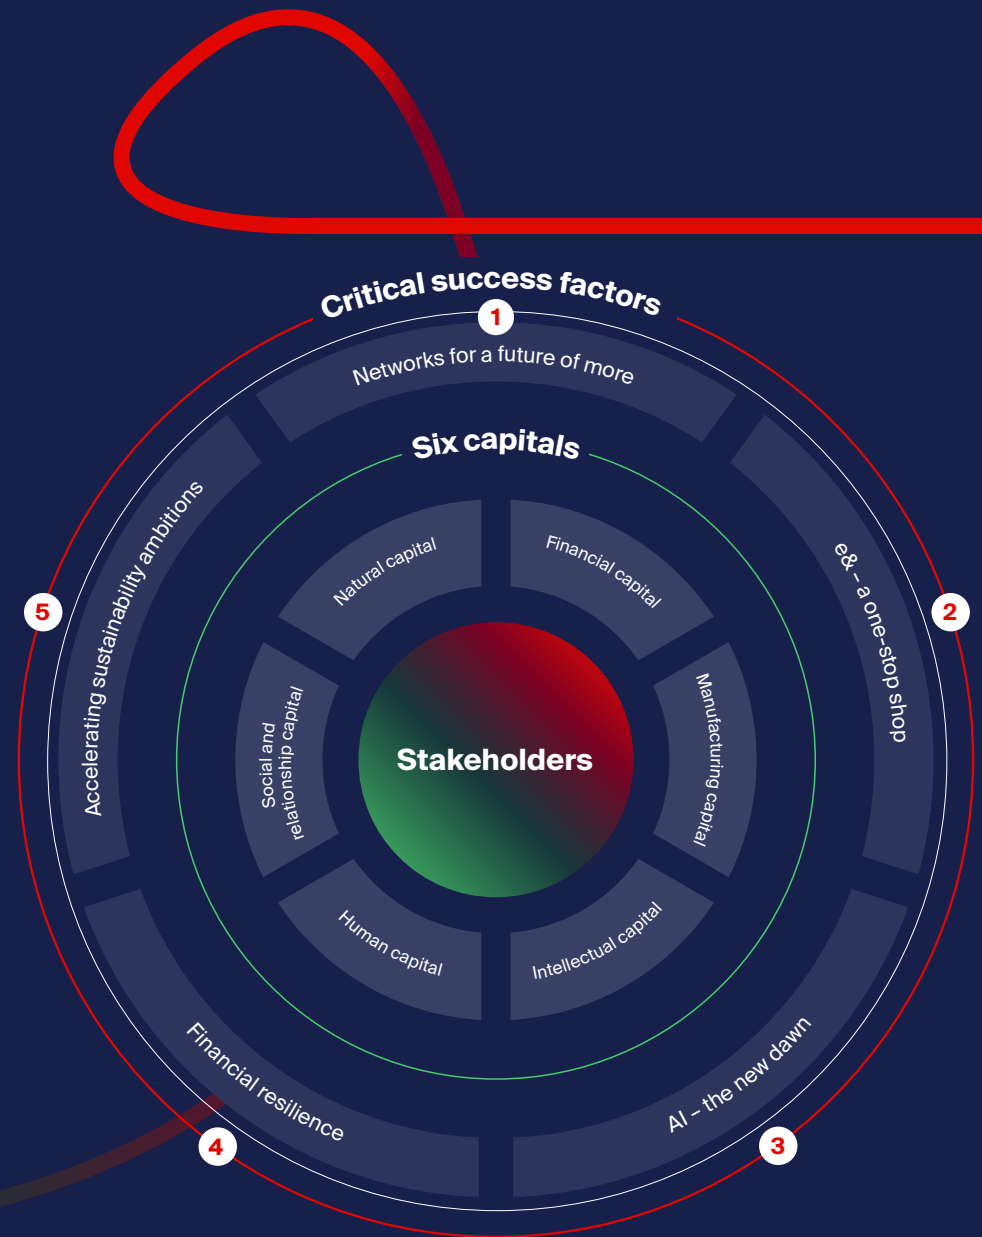 Critical success factors
1
Networks for a future of more
2
e& – a one-stop shop
3
AI – the new dawn
4
Financial resilience
5
Accelerating sustainability ambitions
Six capitals
Financial capital
Manufacturing capital
Intellectual capital
Human capital
Social and
relationship capital
Natural capital
Stakeholders